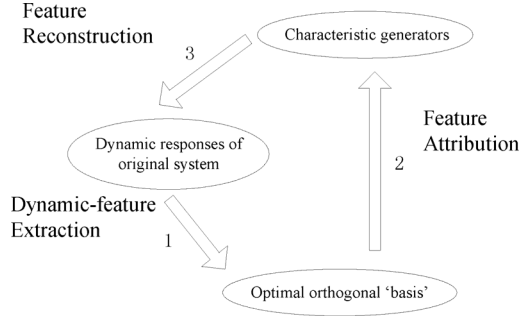 Feature
Reconstruction
3
Characteristic generators
Dynamic responses of
original system
Feature
Attribution
2
Dynamic-feature
Extraction
1
Optimal orthogonal ‘basis’